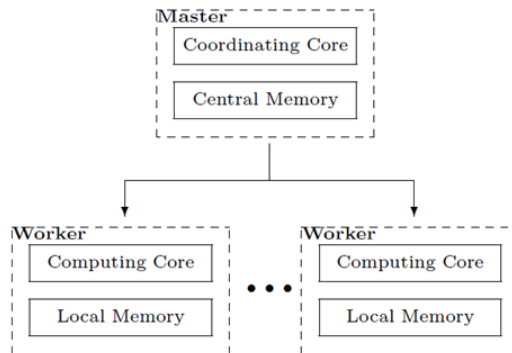 Master
Coordinating Core
Central Memory
Worker
Computing Core
Local Memory
Worker
Computing Core
Local Memory